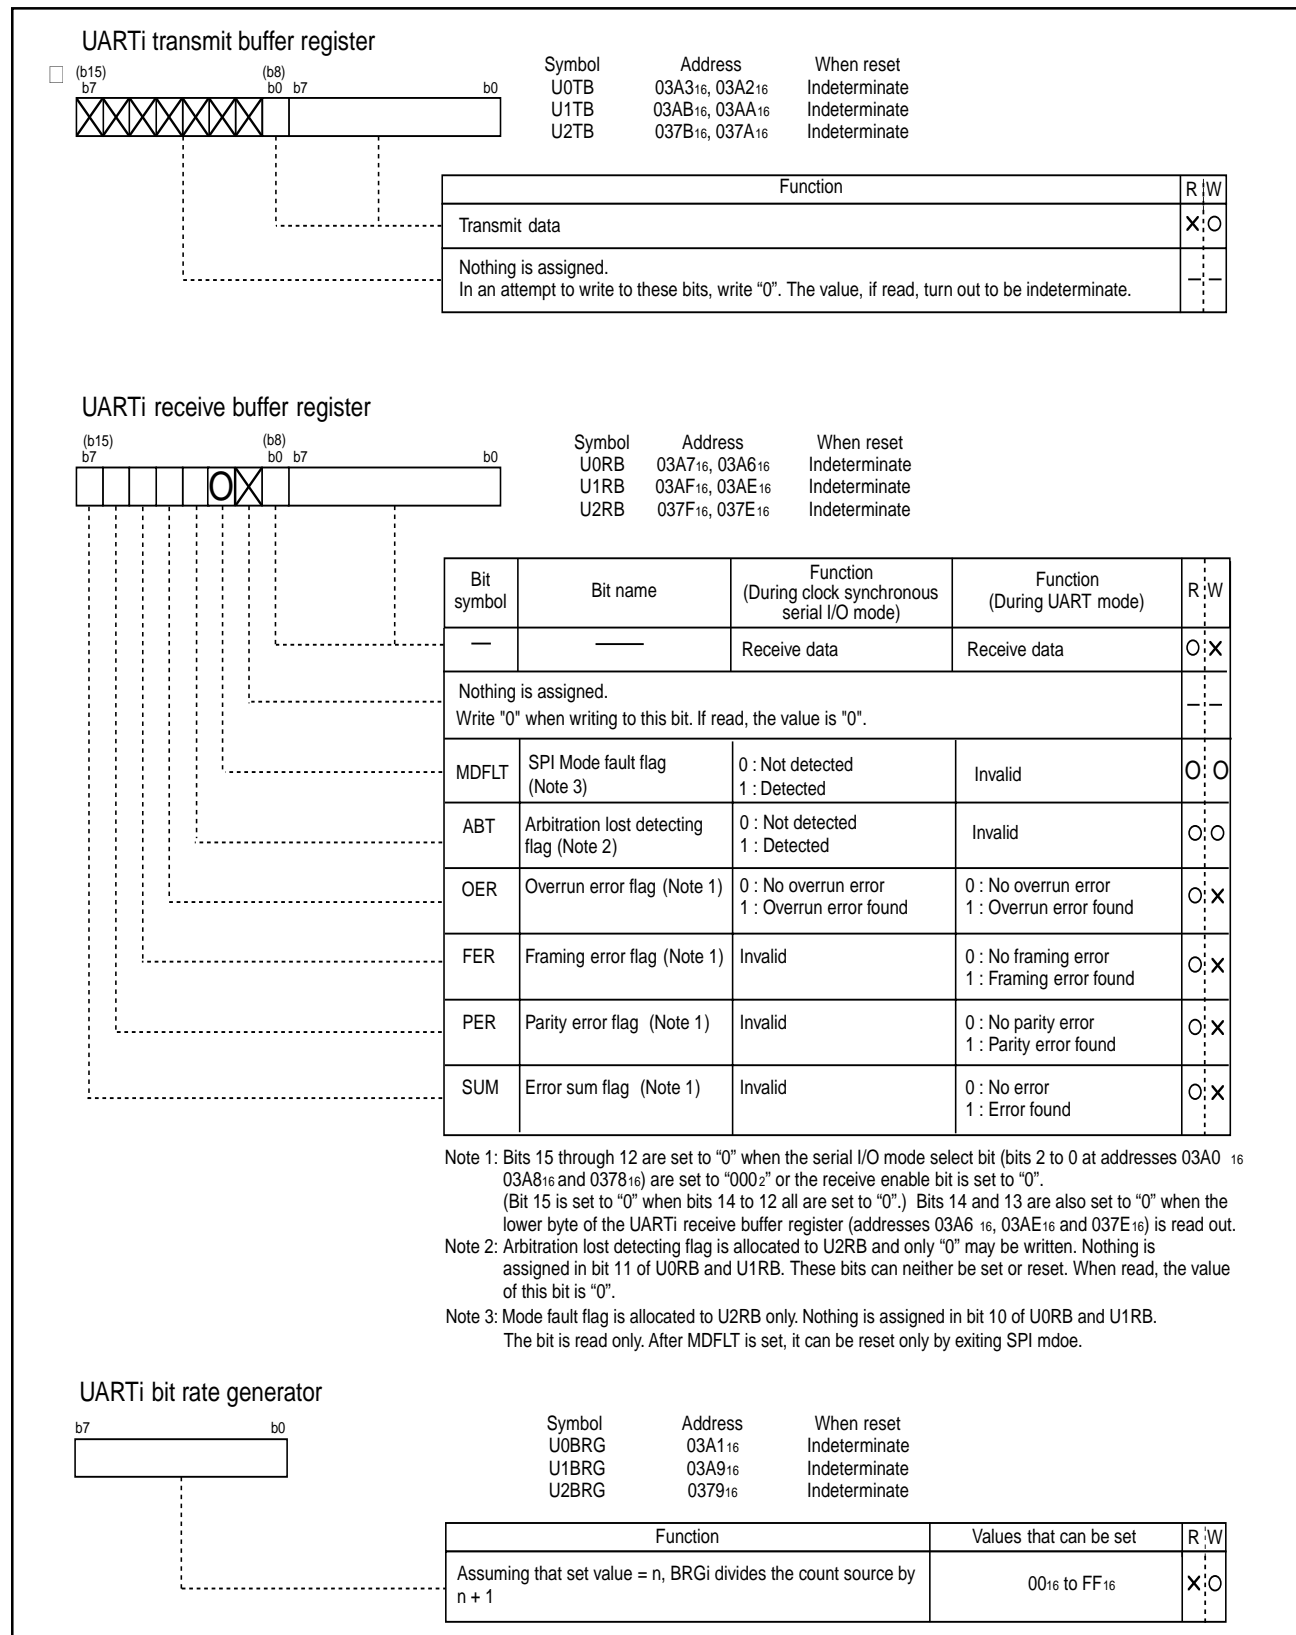 UARTi transmit buffer register
(b15) (b8)
b7 b0 b7 b0
Symbol Address When reset
U0TB 03A316, 03A216 Indeterminate
U1TB 03AB16, 03AA16 Indeterminate
U2TB 037B16, 037A16 Indeterminate
Function R W
Transmit data X O
Nothing is assigned.
In an attempt to write to these bits, write “0”. The value, if read, turn out to be indeterminate. – –
UARTi receive buffer register
(b15) (b8)
b7 b0 b7 b0
O
Symbol Address When reset
U0RB 03A716, 03A616 Indeterminate
U1RB 03AF16, 03AE16 Indeterminate
U2RB 037F16, 037E16 Indeterminate
Bit symbol Bit name Function (During clock synchronous serial I/O mode) Function (During UART mode) R W
— — Receive data Receive data O X
Nothing is assigned.
Write "0" when writing to this bit. If read, the value is "0". – –
MDFLT SPI Mode fault flag (Note 3) 0 : Not detected 1 : Detected Invalid O O
ABT Arbitration lost detecting flag (Note 2) 0 : Not detected 1 : Detected Invalid O O
OER Overrun error flag (Note 1) 0 : No overrun error 1 : Overrun error found 0 : No overrun error 1 : Overrun error found O X
FER Framing error flag (Note 1) Invalid 0 : No framing error 1 : Framing error found O X
PER Parity error flag (Note 1) Invalid 0 : No parity error 1 : Parity error found O X
SUM Error sum flag (Note 1) Invalid 0 : No error 1 : Error found O X
Note 1: Bits 15 through 12 are set to “0” when the serial I/O mode select bit (bits 2 to 0 at addresses 03A0 16
03A816 and 037816) are set to “0002” or the receive enable bit is set to “0”.
(Bit 15 is set to “0” when bits 14 to 12 all are set to “0”.) Bits 14 and 13 are also set to “0” when the
lower byte of the UARTi receive buffer register (addresses 03A6 16, 03AE16 and 037E16) is read out.
Note 2: Arbitration lost detecting flag is allocated to U2RB and only “0” may be written. Nothing is
assigned in bit 11 of U0RB and U1RB. These bits can neither be set or reset. When read, the value
of this bit is “0”.
Note 3: Mode fault flag is allocated to U2RB only. Nothing is assigned in bit 10 of U0RB and U1RB.
The bit is read only. After MDFLT is set, it can be reset only by exiting SPI mdoe.
UARTi bit rate generator
b7 b0
Symbol Address When reset
U0BRG 03A116 Indeterminate
U1BRG 03A916 Indeterminate
U2BRG 037916 Indeterminate
Function Values that can be set R W
Assuming that set value = n, BRGi divides the count source by
n + 1 0016 to FF16 X O